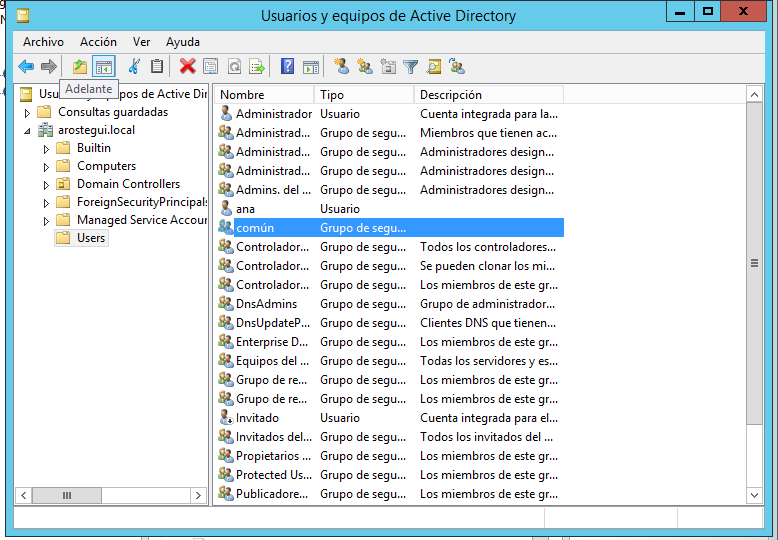 Usuarios y equipos de Active Directory
Archivo Acción Ver Ayuda
Adelante
Usu y equipos de Active Dir
Consultas guardadas
arostegui.local
Builtin
Computers
Domain Controllers
ForeignSecurityPrincipals
Managed Service Accour
Users
Nombre Tipo Descripción
Administrador Usuario Cuenta integrada para la...
Administrad... Grupo de segu... Miembros que tienen ac...
Administrad... Grupo de segu... Administradores design...
Administrad... Grupo de segu... Administradores design...
Admins. del ... Grupo de segu... Administradores design...
ana Usuario
común Grupo de segu...
Controlador... Grupo de segu... Todos los controladores...
Controlador... Grupo de segu... Se pueden clonar los mi...
Controlador... Grupo de segu... Los miembros de este gr...
DnsAdmins Grupo de segu... Grupo de administrador...
DnsUpdateP... Grupo de segu... Clientes DNS que tienen...
Enterprise D... Grupo de segu... Los miembros de este gr...
Equipos del ... Grupo de segu... Todas los servidores y es...
Grupo de re... Grupo de segu... Los miembros de este gr...
Grupo de re... Grupo de segu... Los miembros de este gr...
Invitado Usuario Cuenta integrada para el...
Invitados del... Grupo de segu... Todos los invitados del ...
Propietarios ... Grupo de segu... Los miembros de este gr...
Protected Us... Grupo de segu... Los miembros de este gr...
Publicadore... Grupo de segu... Los miembros de este gr...